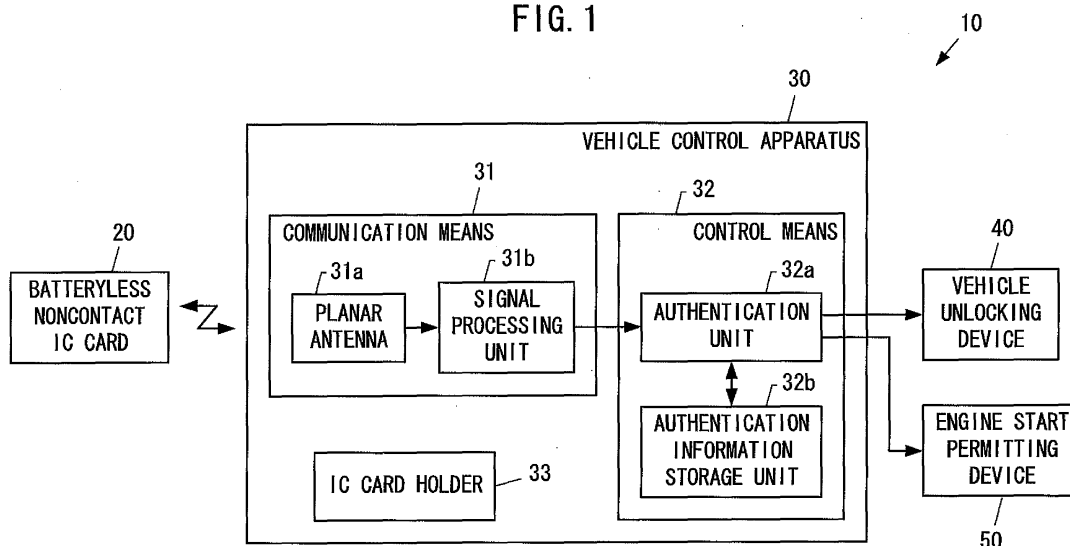 FIG. 1
10
30
VEHICLE CONTROL APPARATUS
31
COMMUNICATION MEANS
31a
PLANAR
ANTENNA
31b
SIGNAL
PROCESSING
UNIT
32
CONTROL MEANS
32a
AUTHENTICATION
UNIT
32b
AUTHENTICATION
INFORMATION
STORAGE UNIT
IC CARD HOLDER
33
20
BATTERYLESS
NONCONTACT
IC CARD
40
VEHICLE
UNLOCKING
DEVICE
ENGINE START
PERMITTING
DEVICE
50